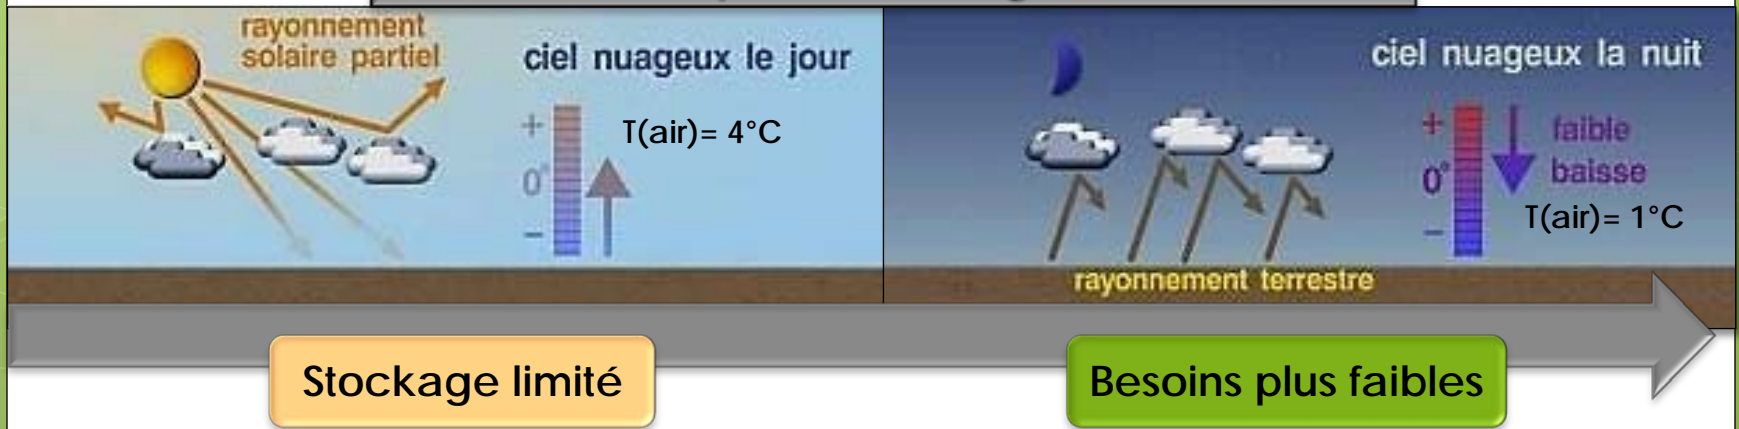 rayonnement
solaire partiel
ciel nuageux le jour
+
T(air)= 4°C
0°
–
ciel nuageux la nuit
+
faible
0°
baisse
T(air)= 1°C
–
rayonnement terrestre
Stockage limité
Besoins plus faibles